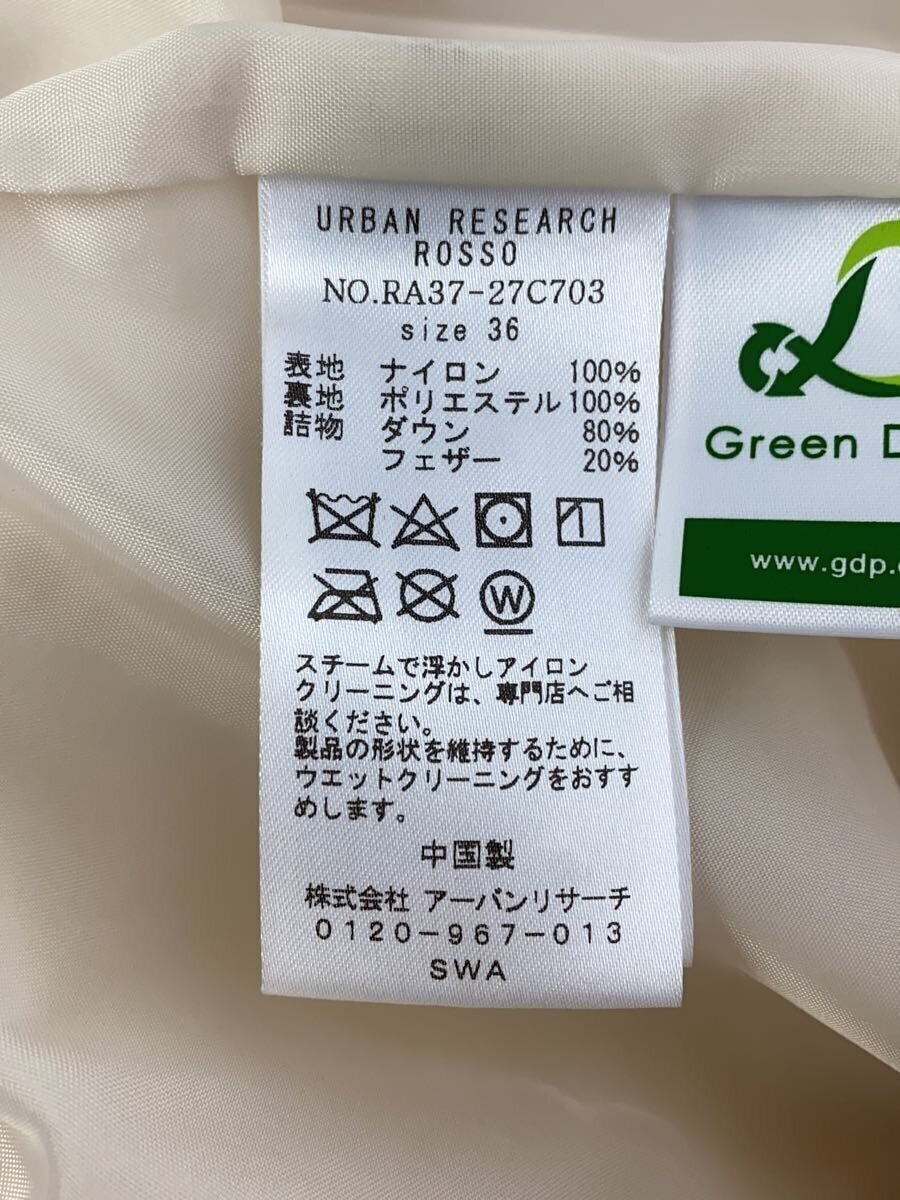 URBAN RESEARCH
ROSSO
NO.RA37-27C703
size 36
表地 ナイロン 100%
裏地 ポリエステル 100%
詰物 ダウン 80%
フェザー 20%
W
スチームで浮かしアイロン
クリーニングは、専門店へご相
談ください。
製品の形状を維持するために、
ウエットクリーニングをおすす
めします。
中国製
株式会社 アーバンリサーチ
0120-967-013
SWA
Green D
www.gdp.